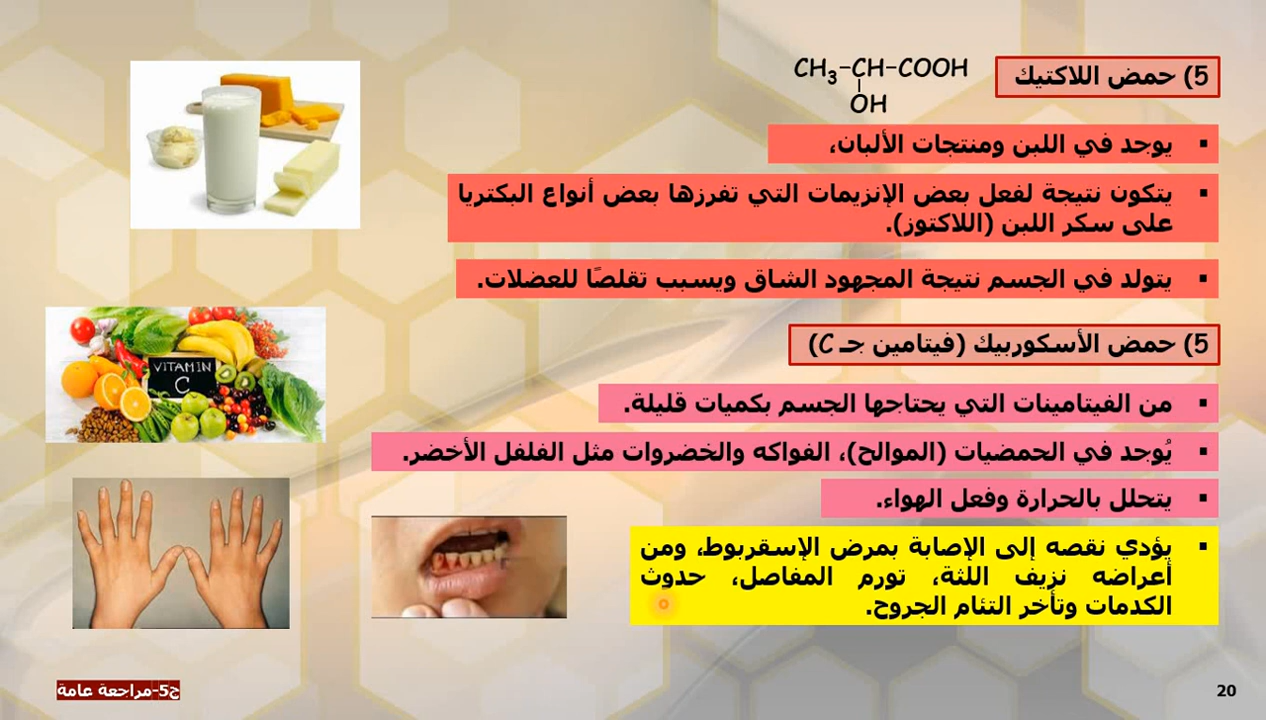 5) حمض اللاكتيك
CH3-CH-COOH
OH
▪ يوجد في اللبن ومنتجات الألبان،
▪ يتكون نتيجة لفعل بعض الإنزيمات التي تفرزها بعض أنواع البكتريا
على سكر اللبن (اللاكتوز).
▪ يتولد في الجسم نتيجة المجهود الشاق ويسبب تقلصًا للعضلات.
5) حمض الأسكوربيك (فيتامين جـ C)
VITAMIN
C
▪ من الفيتامينات التي يحتاجها الجسم بكميات قليلة.
▪ يُوجد في الحمضيات (الموالح)، الفواكه والخضروات مثل الفلفل الأخضر.
▪ يتحلل بالحرارة وفعل الهواء.
▪ يؤدي نقصه إلى الإصابة بمرض الإسقربوط، ومن
أعراضه نزيف اللثة، تورم المفاصل، حدوث
الكدمات وتأخر التئام الجروح.
ج5-مراجعة عامة
20